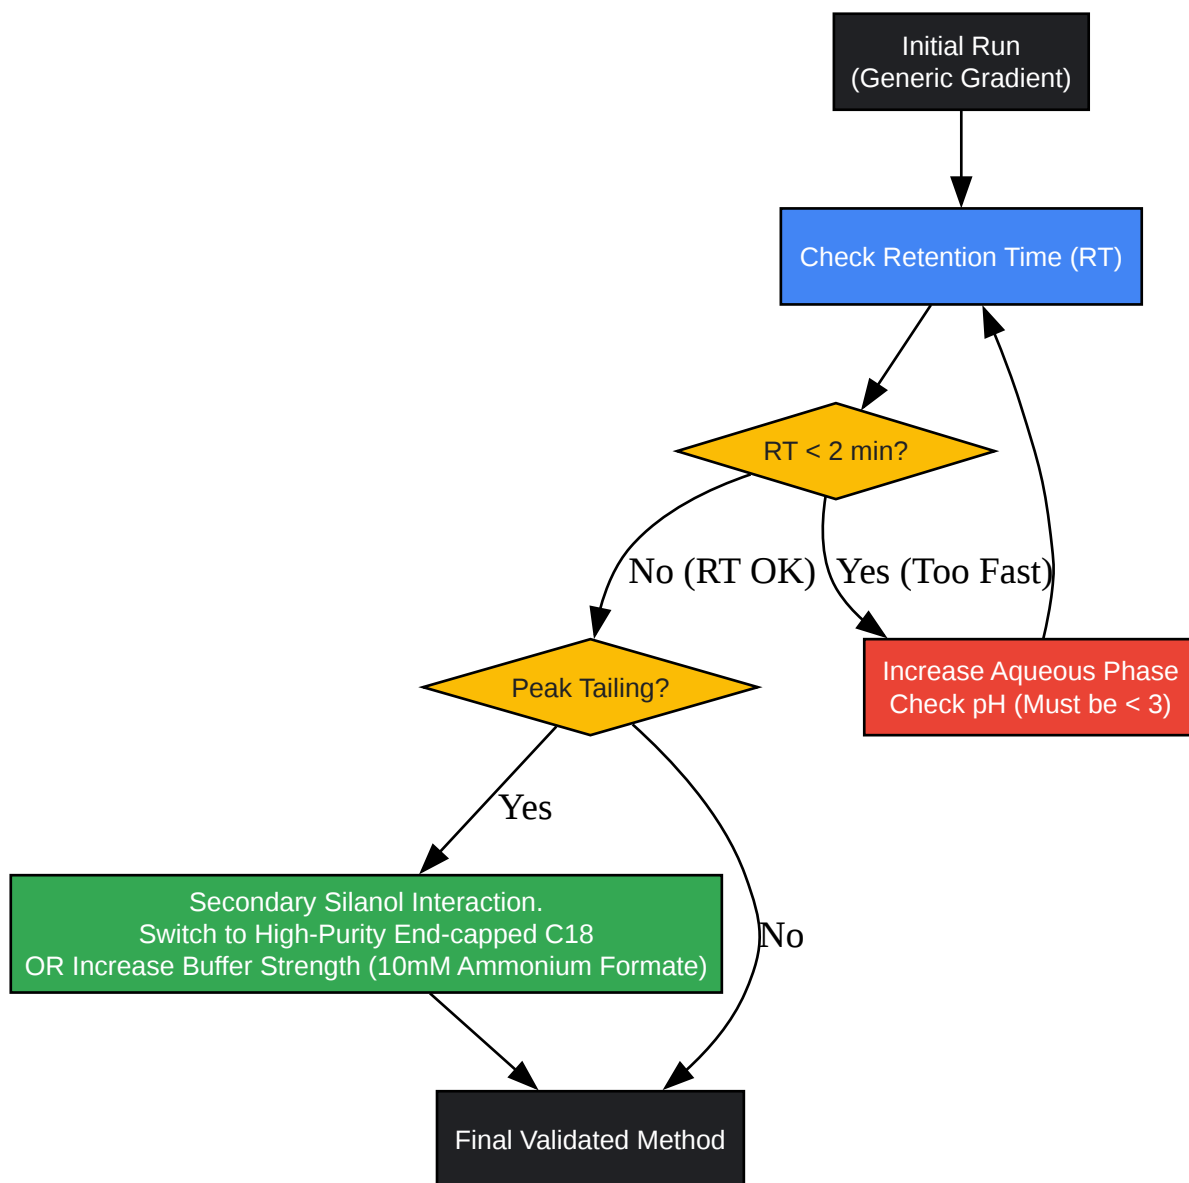 Initial Run
(Generic Gradient)
Check Retention Time (RT)
RT < 2 min?
No (RT OK)
Yes (Too Fast)
Increase Aqueous Phase
Check pH (Must be < 3)
Peak Tailing?
Yes
No
Secondary Silanol Interaction.
Switch to High-Purity End-capped C18
OR Increase Buffer Strength (10mM Ammonium Formate)
Final Validated Method